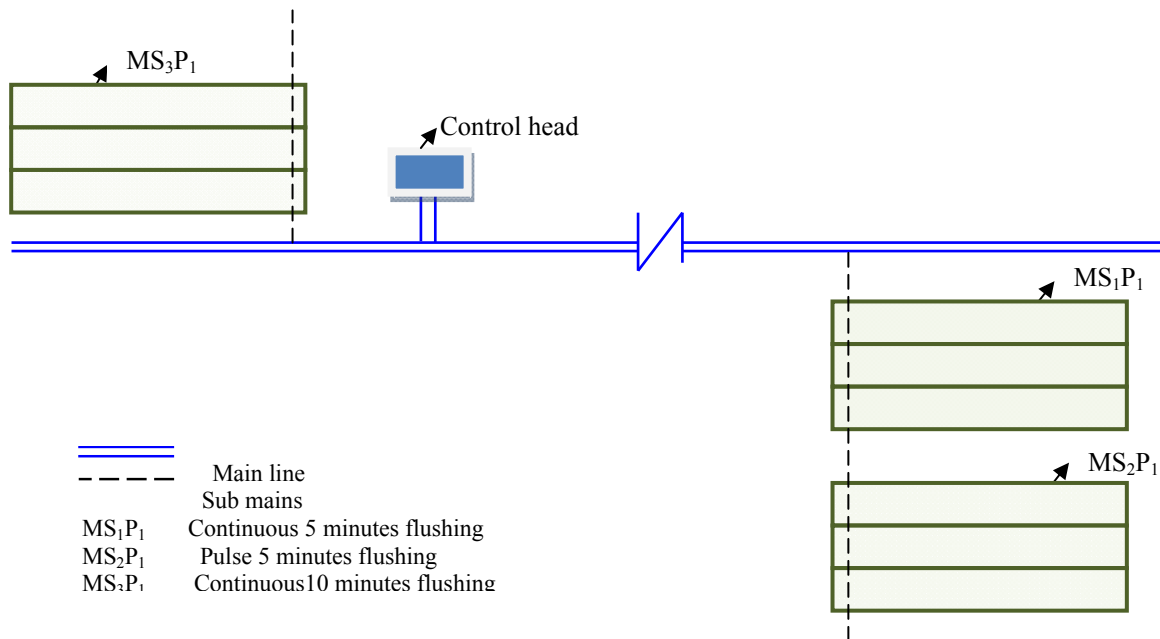 MS₃P₁
Control head
MS₁P₁
MS₂P₁
Main line
Sub mains
MS₁P₁ Continuous 5 minutes flushing
MS₂P₁ Pulse 5 minutes flushing
MS₃P₁ Continuous10 minutes flushing